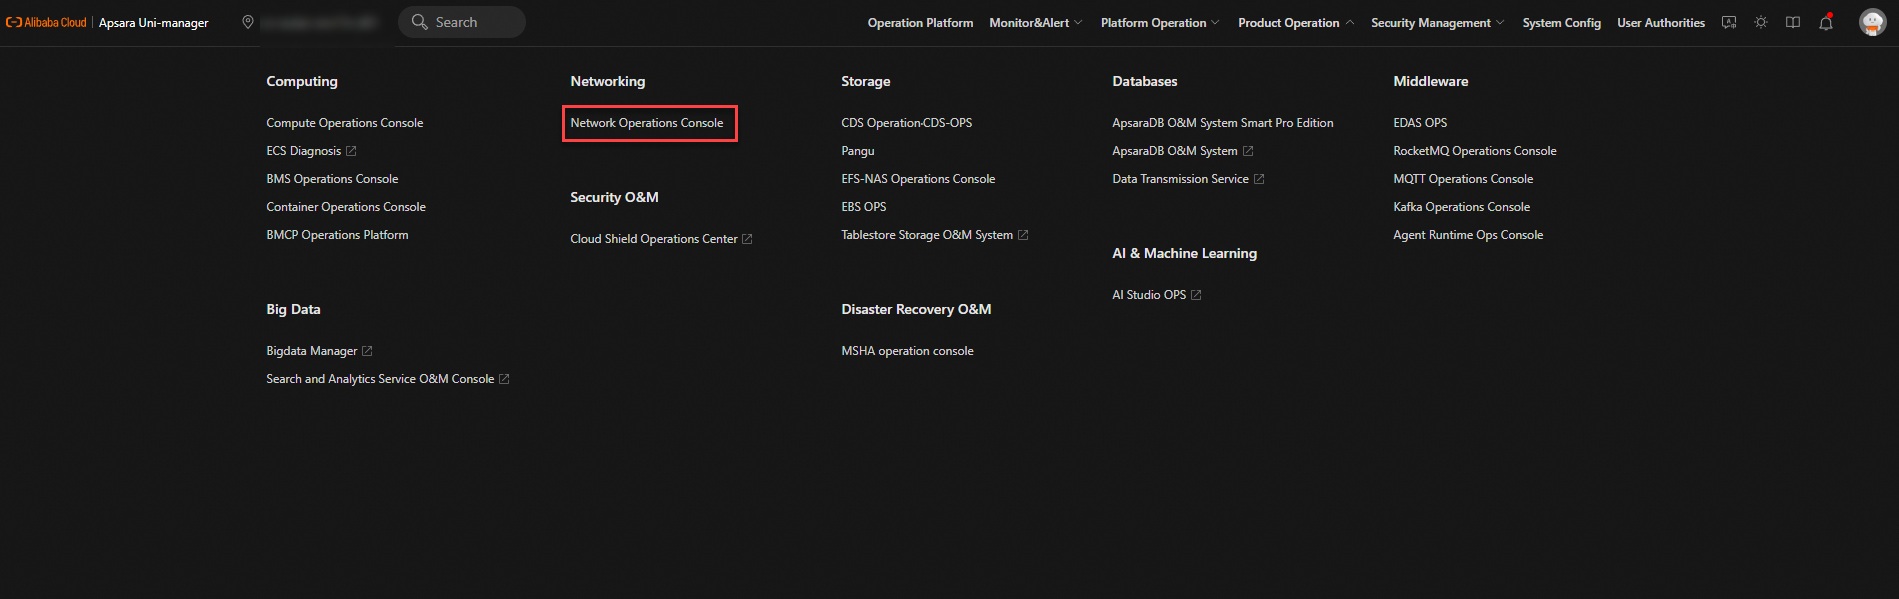 Alibaba Cloud | Apsara Uni-manager
Search
Operation Platform Monitor&Alert Platform Operation Product Operation Security Management System Config User Authorities
Computing
Compute Operations Console
ECS Diagnosis
BMS Operations Console
Container Operations Console
BMCP Operations Platform
Big Data
Bigdata Manager
Search and Analytics Service O&M Console
Networking
Network Operations Console
Security O&M
Cloud Shield Operations Center
Storage
CDS Operation·CDS-OPS
Pangu
EFS-NAS Operations Console
EBS OPS
Tablestore Storage O&M System
Disaster Recovery O&M
MSHA operation console
Databases
ApsaraDB O&M System Smart Pro Edition
ApsaraDB O&M System
Data Transmission Service
AI & Machine Learning
AI Studio OPS
Middleware
EDAS OPS
RocketMQ Operations Console
MQTT Operations Console
Kafka Operations Console
Agent Runtime Ops Console